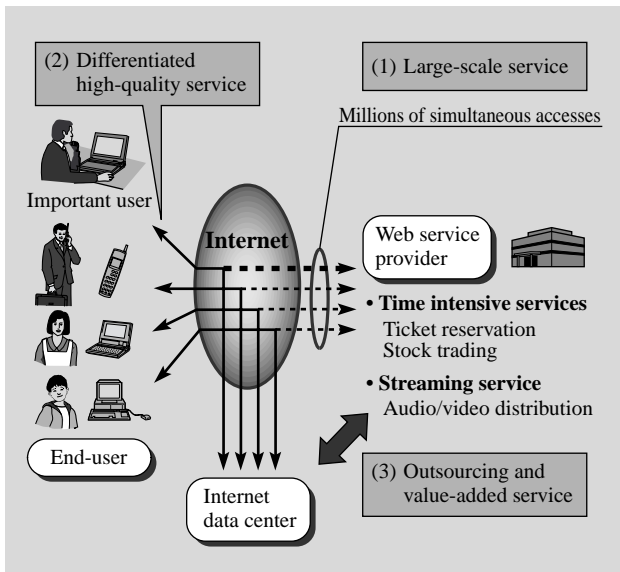 (2) Differentiated
high-quality service
(1) Large-scale service
Millions of simultaneous accesses
Important user
Internet
Web service
provider
• Time intensive services
Ticket reservation
Stock trading
• Streaming service
Audio/video distribution
End-user
Internet
data center
(3) Outsourcing and
value-added service